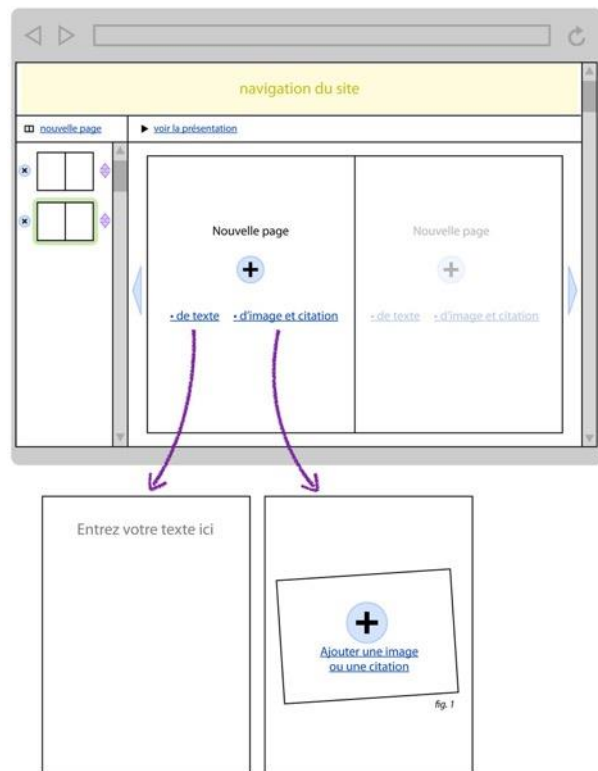 navigation du site
nouvelle page
voir la présentation
Nouvelle page
• de texte
• d'image et citation
Nouvelle page
• de texte
• d'image et citation
Entrez votre texte ici
Ajouter une image
ou une citation
fig. 1